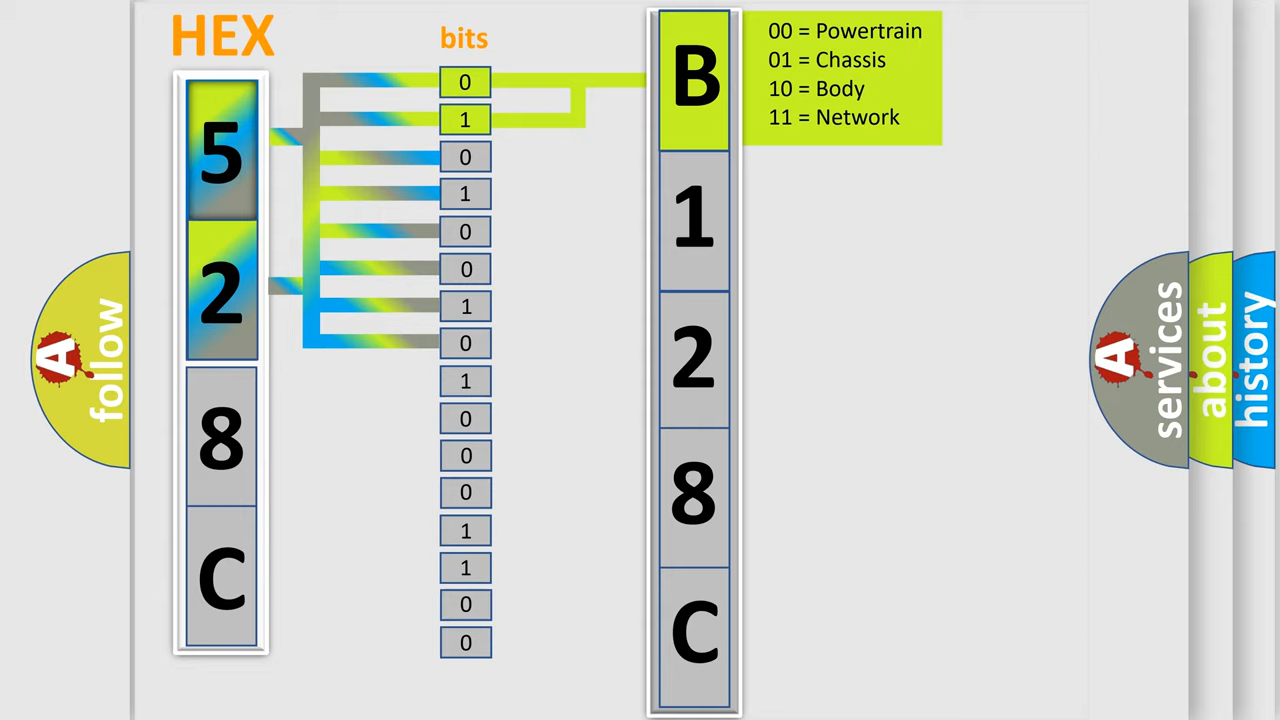 HEX
bits
5
2
8
C
0
1
0
1
0
0
1
0
1
0
0
0
1
1
0
0
B
1
2
8
C
00 = Powertrain
01 = Chassis
10 = Body
11 = Network
A
follow
A
services
about
history